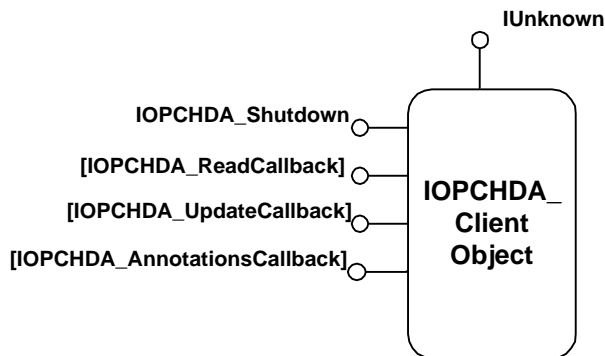 IUnknown
IOPCHDA_Shutdown
[IOPCHDA_ReadCallback]
[IOPCHDA_UpdateCallback]
[IOPCHDA_AnnotationsCallback]
IOPCHDA_
Client
Object